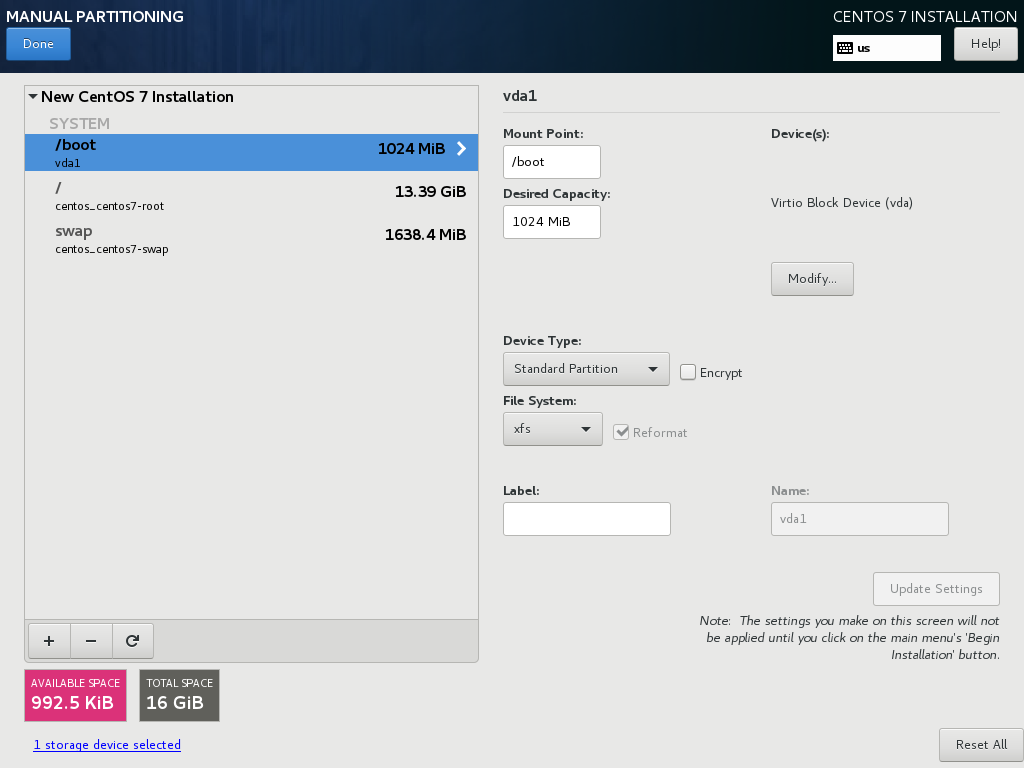 MANUAL PARTITIONING
CENTOS 7 INSTALLATION
Done
us
Help!
New CentOS 7 Installation
SYSTEM
/boot
1024 MiB
vda1
/
13.39 GiB
centos_centos7-root
swap
1638.4 MiB
centos_centos7-swap
+
−
AVAILABLE SPACE
992.5 KiB
TOTAL SPACE
16 GiB
1 storage device selected
vda1
Mount Point:
/boot
Device(s):
Desired Capacity:
1024 MiB
Virtio Block Device (vda)
Modify...
Device Type:
Standard Partition
Encrypt
File System:
xfs
Reformat
Label:
Name:
vda1
Update Settings
Note:  The settings you make on this screen will not
be applied until you click on the main menu's 'Begin
Installation' button.
Reset All